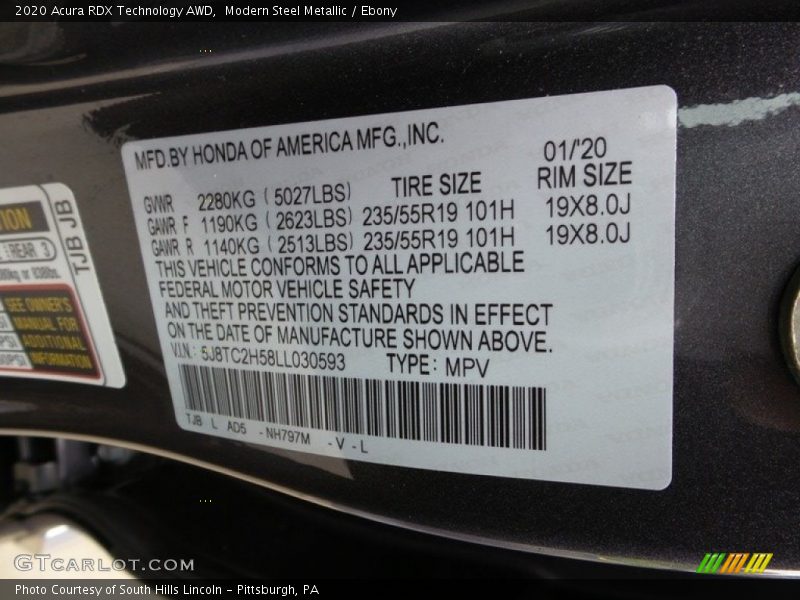 2020 Acura RDX Technology AWD,  Modern Steel Metallic / Ebony
MFD.BY HONDA OF AMERICA MFG.,INC.
01/'20
GVWR 2280KG (5027LBS) TIRE SIZE RIM SIZE
GAWR F 1190KG (2623LBS) 235/55R19 101H 19X8.0J
GAWR R 1140KG (2513LBS) 235/55R19 101H 19X8.0J
THIS VEHICLE CONFORMS TO ALL APPLICABLE
FEDERAL MOTOR VEHICLE SAFETY
AND THEFT PREVENTION STANDARDS IN EFFECT
ON THE DATE OF MANUFACTURE SHOWN ABOVE.
V.I.N.: 5J8TC2H58LL030593 TYPE: MPV
TJB L AD5 - NH797M - V - L
TJB JB
REAR 3
SEE OWNER'S
MANUAL FOR
ADDITIONAL
INFORMATION
GTCARLOT.COM
Photo Courtesy of South Hills Lincoln – Pittsburgh, PA